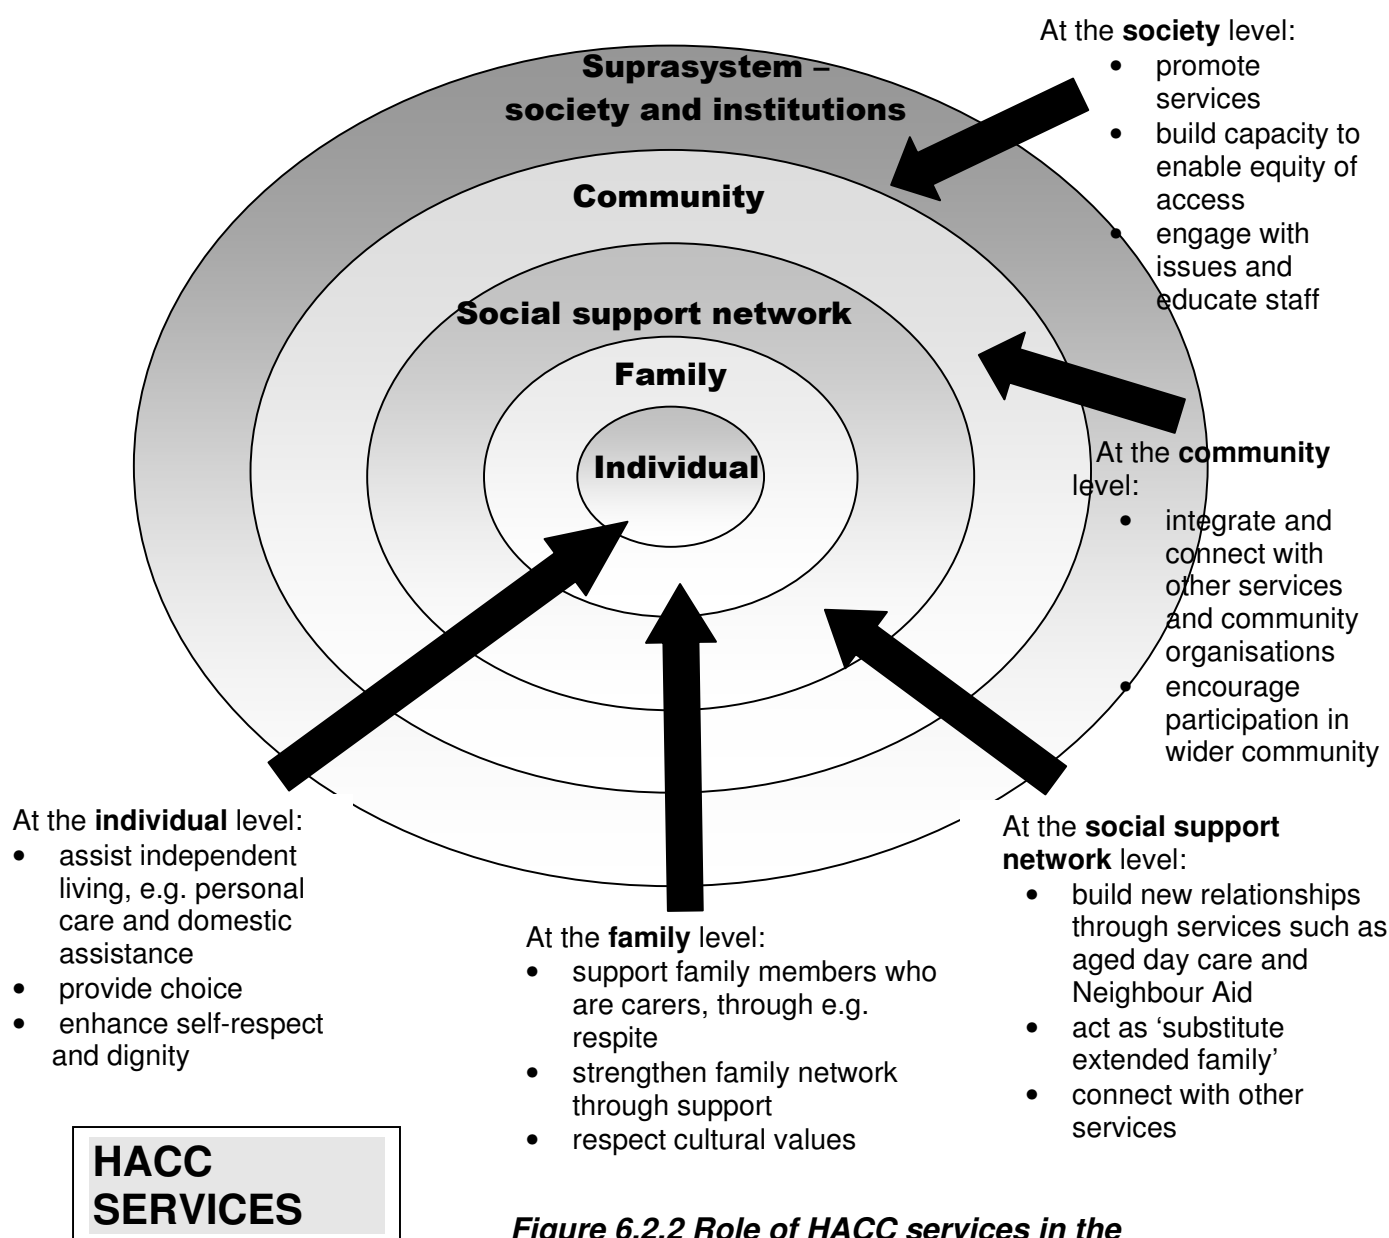 Suprasystem –
society and institutions
Community
Social support network
Family
Individual
At the society level:
• promote
services
• build capacity to
enable equity of
access
• engage with
issues and
educate staff
At the community
level:
• integrate and
connect with
other services
and community
organisations
• encourage
participation in
wider community
At the individual level:
• assist independent
living, e.g. personal
care and domestic
assistance
• provide choice
• enhance self-respect
and dignity
At the family level:
• support family members who
are carers, through e.g.
respite
• strengthen family network
through support
• respect cultural values
At the social support
network level:
• build new relationships
through services such as
aged day care and
Neighbour Aid
• act as ‘substitute
extended family’
• connect with other
services
HACC
SERVICES
Figure 6.2.2 Role of HACC services in the